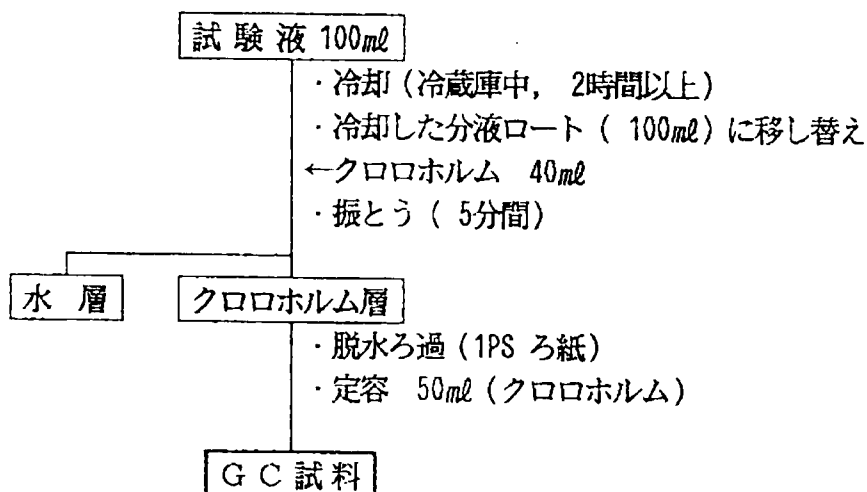 試験液 100㎖
・冷却(冷蔵庫中, 2時間以上)
・冷却した分液ロート( 100㎖)に移し替え
←クロロホルム 40㎖
・振とう( 5分間)
水 層
クロロホルム層
・脱水ろ過(1PS ろ紙)
・定容 50㎖(クロロホルム)
GC試料